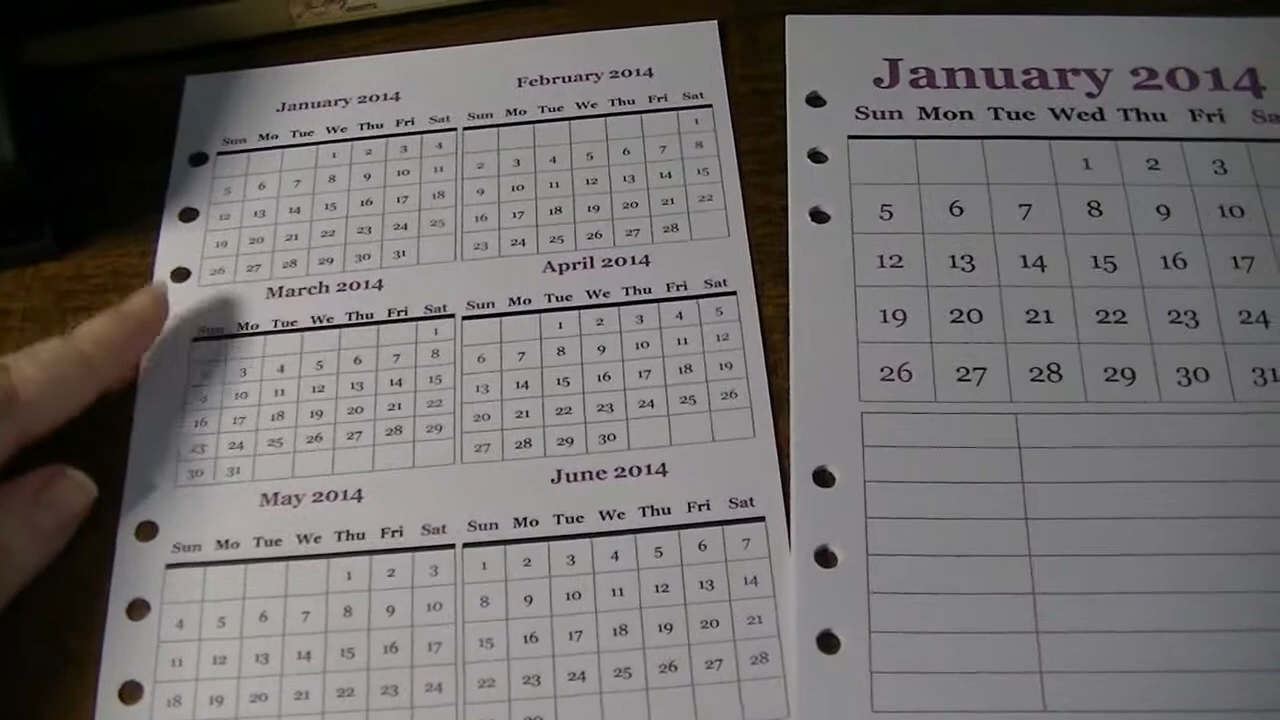 January 2014
Sun Mo Tue We Thu Fri Sat
1 2 3 4
5 6 7 8 9 10 11
12 13 14 15 16 17 18
19 20 21 22 23 24 25
26 27 28 29 30 31
February 2014
Sun Mo Tue We Thu Fri Sat
1
2 3 4 5 6 7 8
9 10 11 12 13 14 15
16 17 18 19 20 21 22
23 24 25 26 27 28
March 2014
Sun Mo Tue We Thu Fri Sat
1
3 4 5 6 7 8
10 11 12 13 14 15
16 17 18 19 20 21 22
23 24 25 26 27 28 29
30 31
April 2014
Sun Mo Tue We Thu Fri Sat
1 2 3 4 5
6 7 8 9 10 11 12
13 14 15 16 17 18 19
20 21 22 23 24 25 26
27 28 29 30
May 2014
Sun Mo Tue We Thu Fri Sat
1 2 3
4 5 6 7 8 9 10
11 12 13 14 15 16 17
18 19 20 21 22 23 24
June 2014
Sun Mo Tue We Thu Fri Sat
1 2 3 4 5 6 7
8 9 10 11 12 13 14
15 16 17 18 19 20 21
22 23 24 25 26 27 28
January 2014
Sun Mon Tue Wed Thu Fri Sa
1 2 3
5 6 7 8 9 10
12 13 14 15 16 17
19 20 21 22 23 24
26 27 28 29 30 31